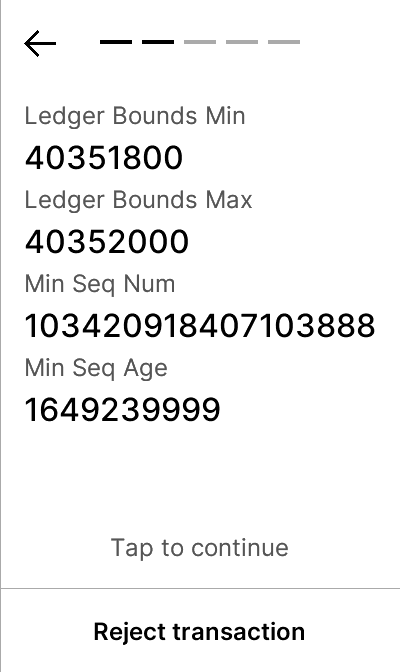 Ledger Bounds Min
40351800
Ledger Bounds Max
40352000
Min Seq Num
103420918407103888
Min Seq Age
1649239999
Tap to continue
Reject transaction